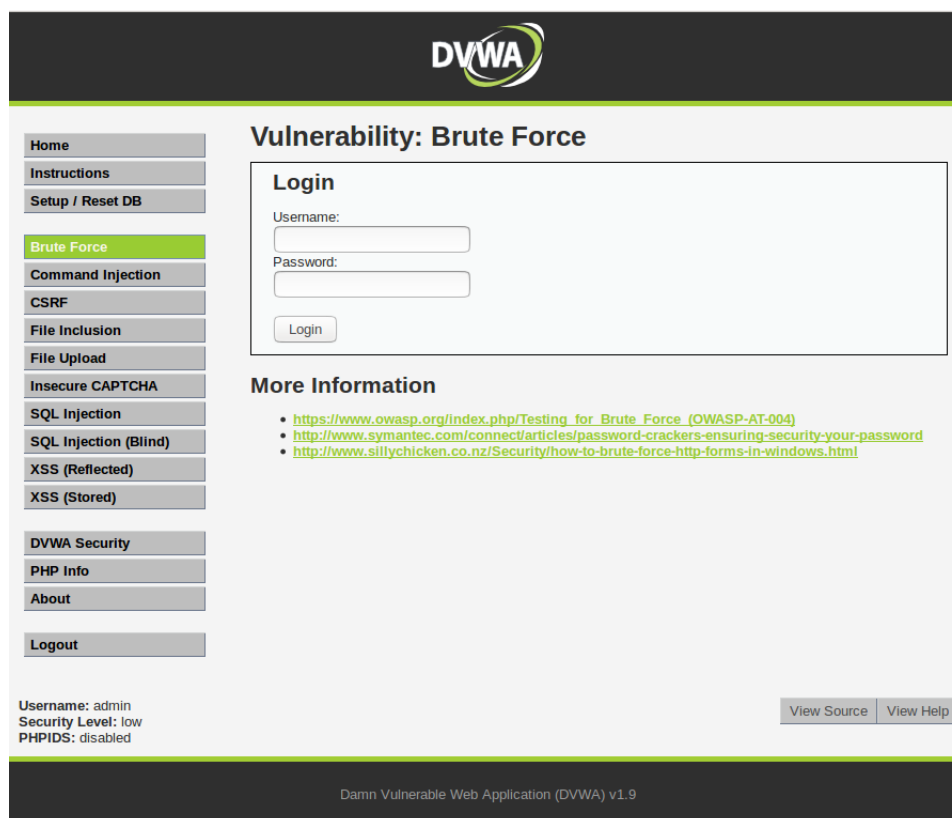 DVWA
Home
Instructions
Setup / Reset DB
Brute Force
Command Injection
CSRF
File Inclusion
File Upload
Insecure CAPTCHA
SQL Injection
SQL Injection (Blind)
XSS (Reflected)
XSS (Stored)
DVWA Security
PHP Info
About
Logout
Vulnerability: Brute Force
Login
Username:
Password:
Login
More Information
https://www.owasp.org/index.php/Testing_for_Brute_Force_(OWASP-AT-004)
http://www.symantec.com/connect/articles/password-crackers-ensuring-security-your-password
http://www.sillychicken.co.nz/Security/how-to-brute-force-http-forms-in-windows.html
Username: admin
Security Level: low
PHPIDS: disabled
View Source
View Help
Damn Vulnerable Web Application (DVWA) v1.9